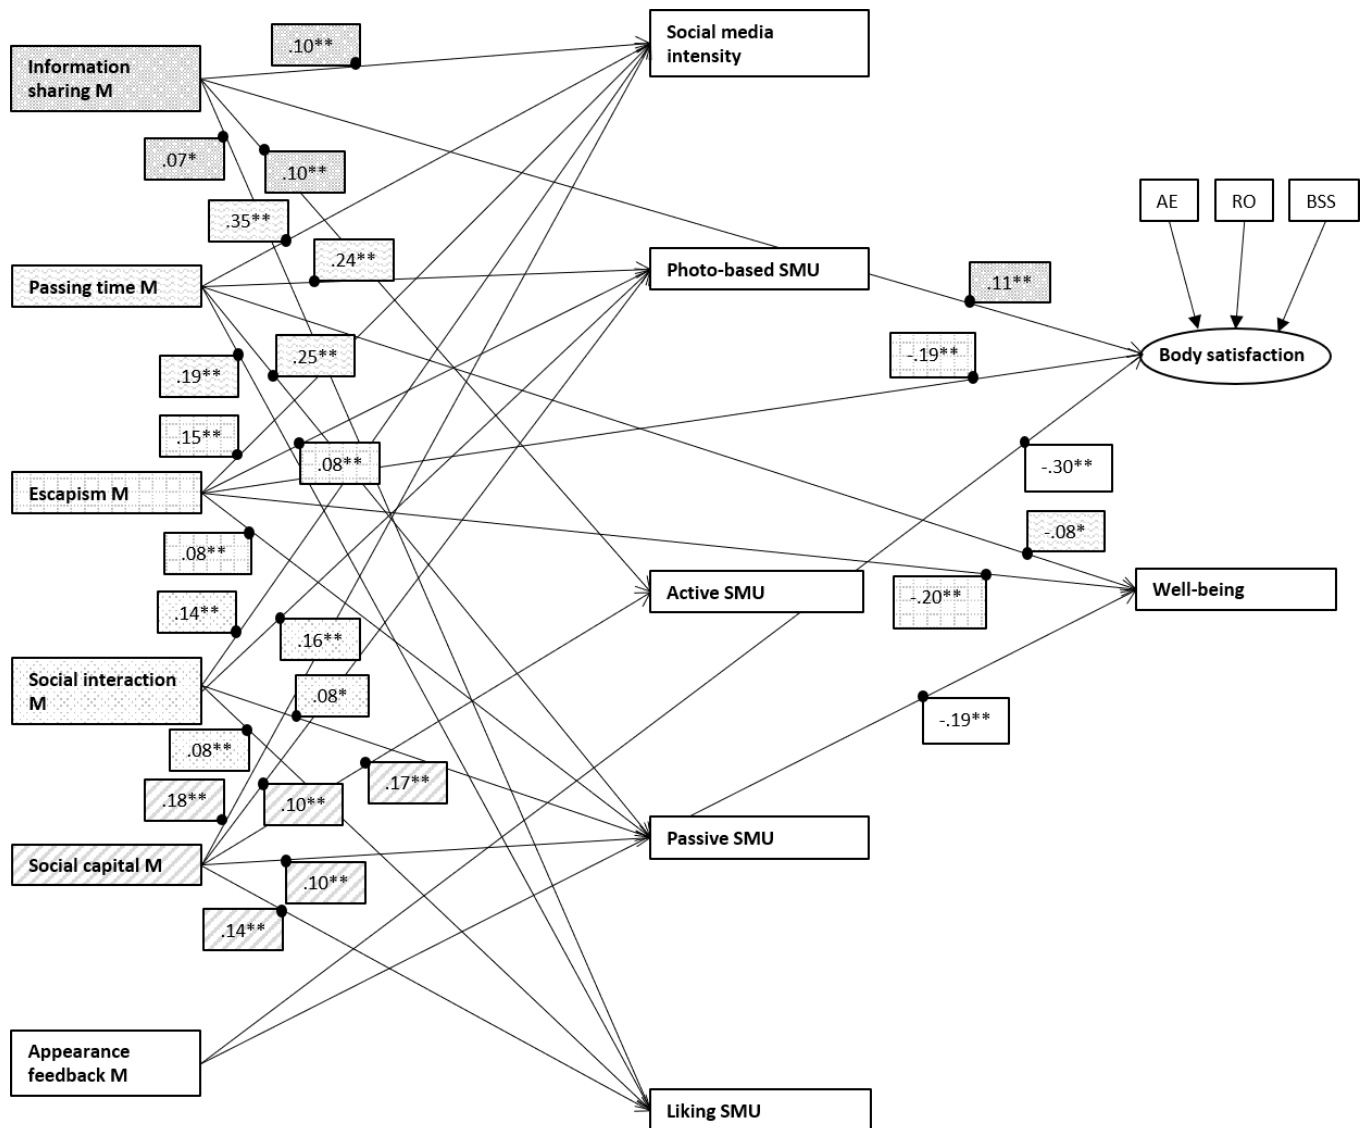 Social media
intensity
.10**
Information
sharing M
.07*
.10**
.35**
.24**
AE
RO
BSS
Passing time M
Photo-based SMU
.11**
.25**
-.19**
Body satisfaction
.19**
.15**
.08**
-.30**
Escapism M
-.08*
.08**
Active SMU
-.20**
Well-being
.14**
.16**
Social interaction
M
.08*
-.19**
.08**
.17**
.18**
.10**
Social capital M
Passive SMU
.10**
.14**
Appearance
feedback M
Liking SMU